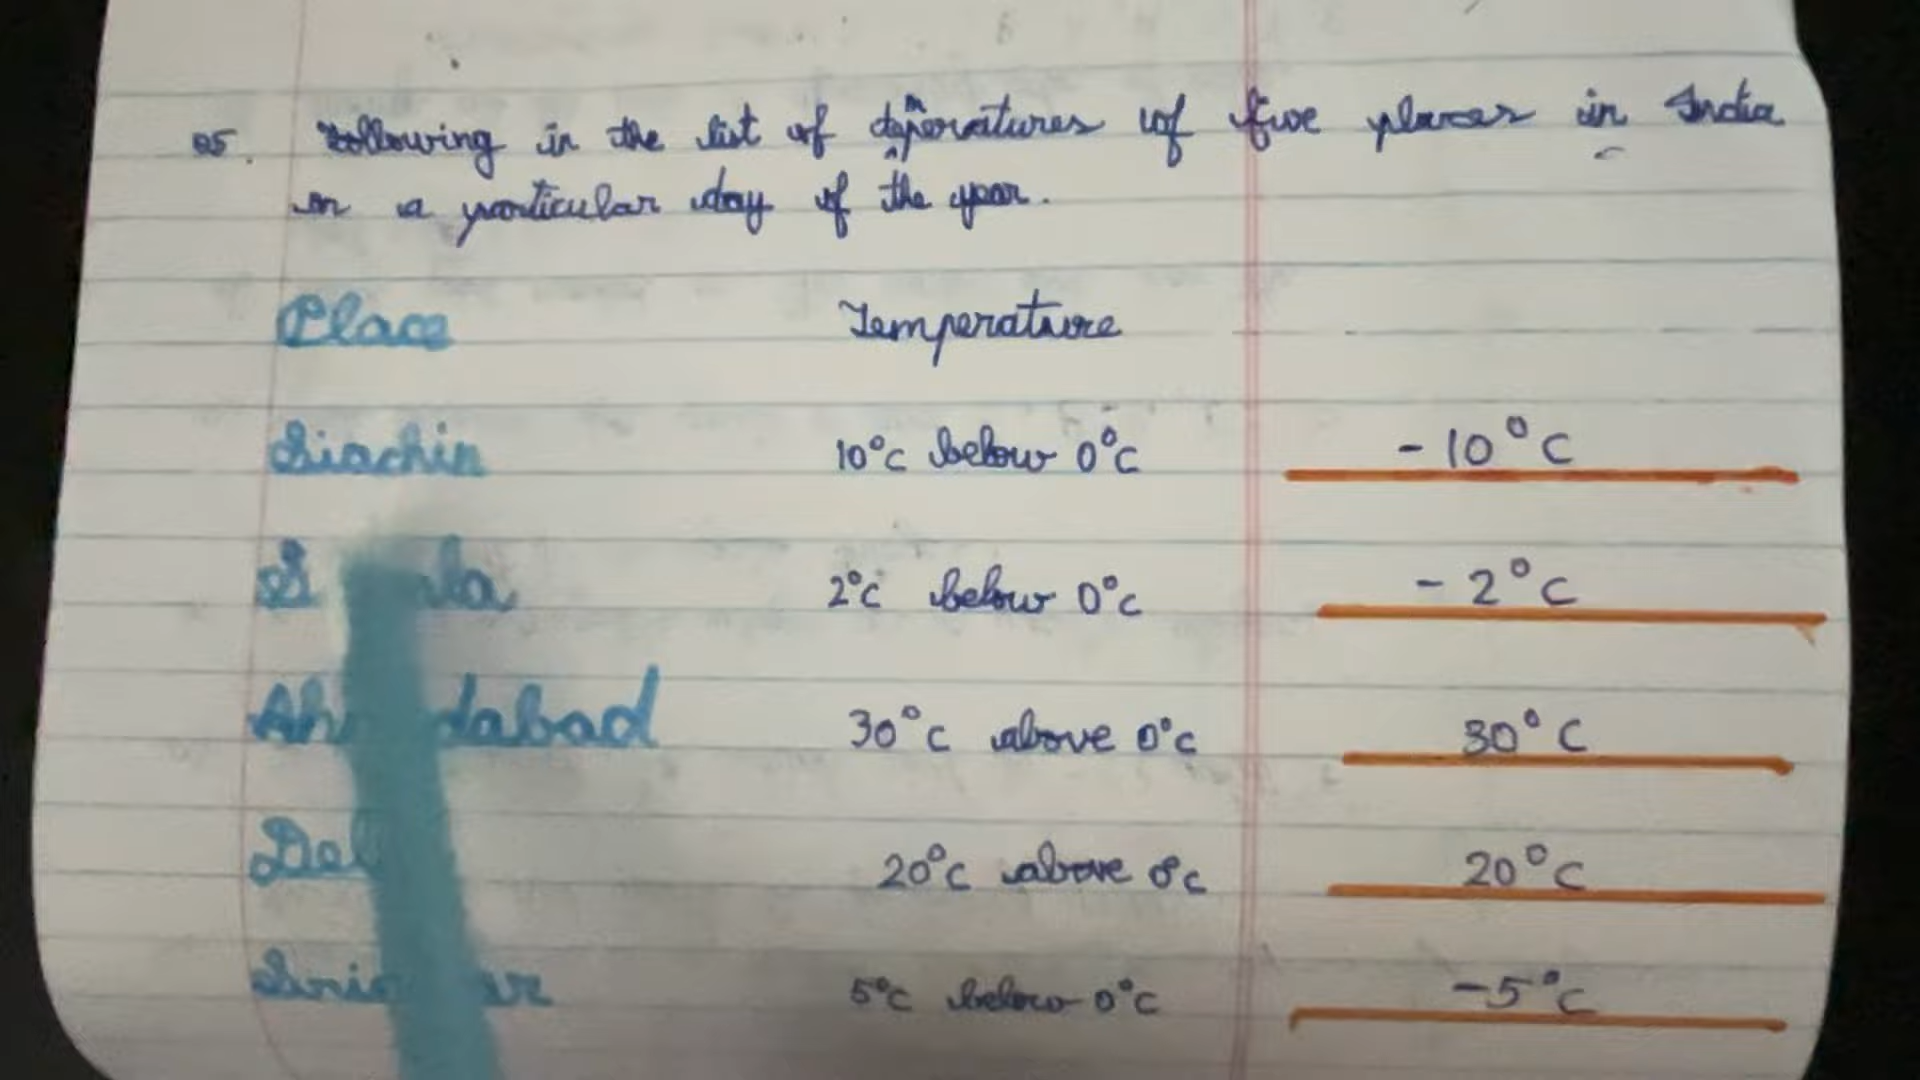 Q5. Following in the list of temperatures of five places in India
on a particular day of the year.
Place Temperature
Siachin 10°C below 0°C - 10°C
2°C below 0°C - 2°C
30°C above 0°C 30°C
20°C above 0°C 20°C
5°C below 0°C -5°C